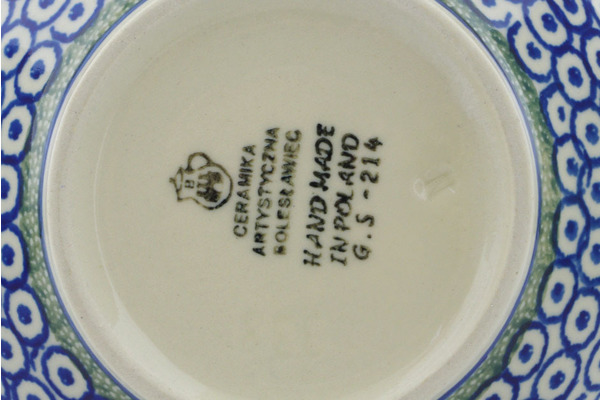 B
CERAMIKA
ARTYSTYCZNA
BOLESŁAWIEC
HAND MADE
IN POLAND
G.S-214